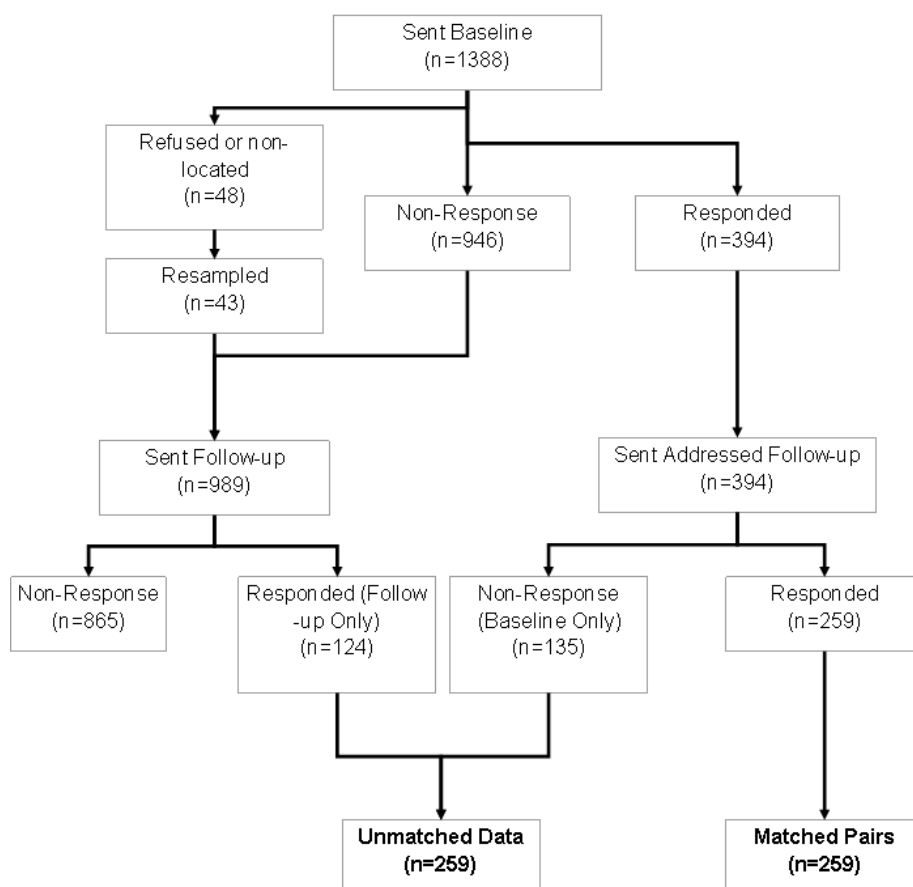 Sent Baseline
(n=1388)
Refused or non-
located
(n=48)
Non-Response
(n=946)
Responded
(n=394)
Resampled
(n=43)
Sent Follow-up
(n=989)
Sent Addressed Follow-up
(n=394)
Non-Response
(n=865)
Responded (Follow
-up Only)
(n=124)
Non-Response
(Baseline Only)
(n=135)
Responded
(n=259)
Unmatched Data
(n=259)
Matched Pairs
(n=259)